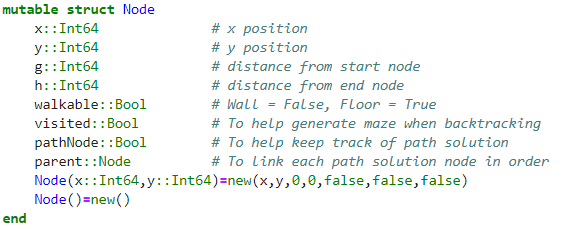 mutable struct Node
x::Int64 # x position
y::Int64 # y position
g::Int64 # distance from start node
h::Int64 # distance from end node
walkable::Bool # Wall = False, Floor = True
visited::Bool # To help generate maze when backtracking
pathNode::Bool # To help keep track of path solution
parent::Node # To link each path solution node in order
Node(x::Int64,y::Int64)=new(x,y,0,0,false,false,false)
Node()=new()
end